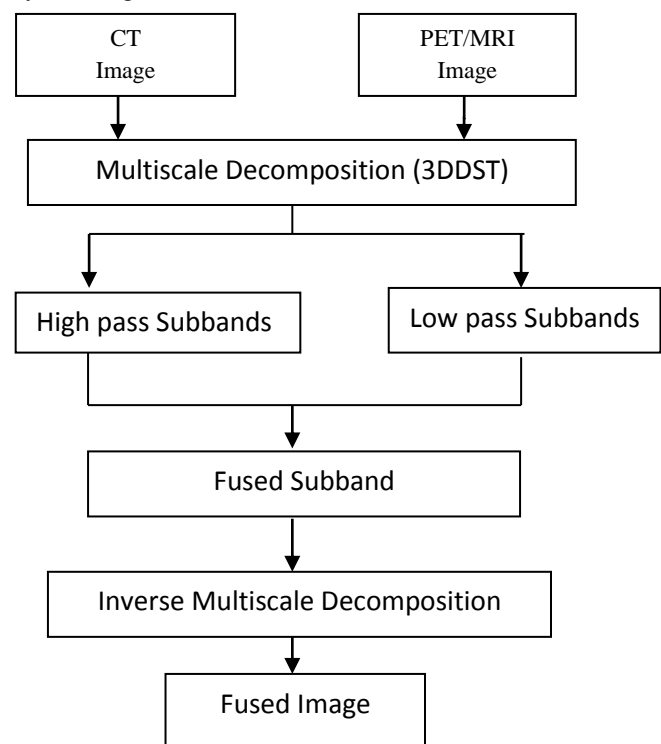 CT
Image
PET/MRI
Image
Multiscale Decomposition (3DDST)
High pass Subbands
Low pass Subbands
Fused Subband
Inverse Multiscale Decomposition
Fused Image